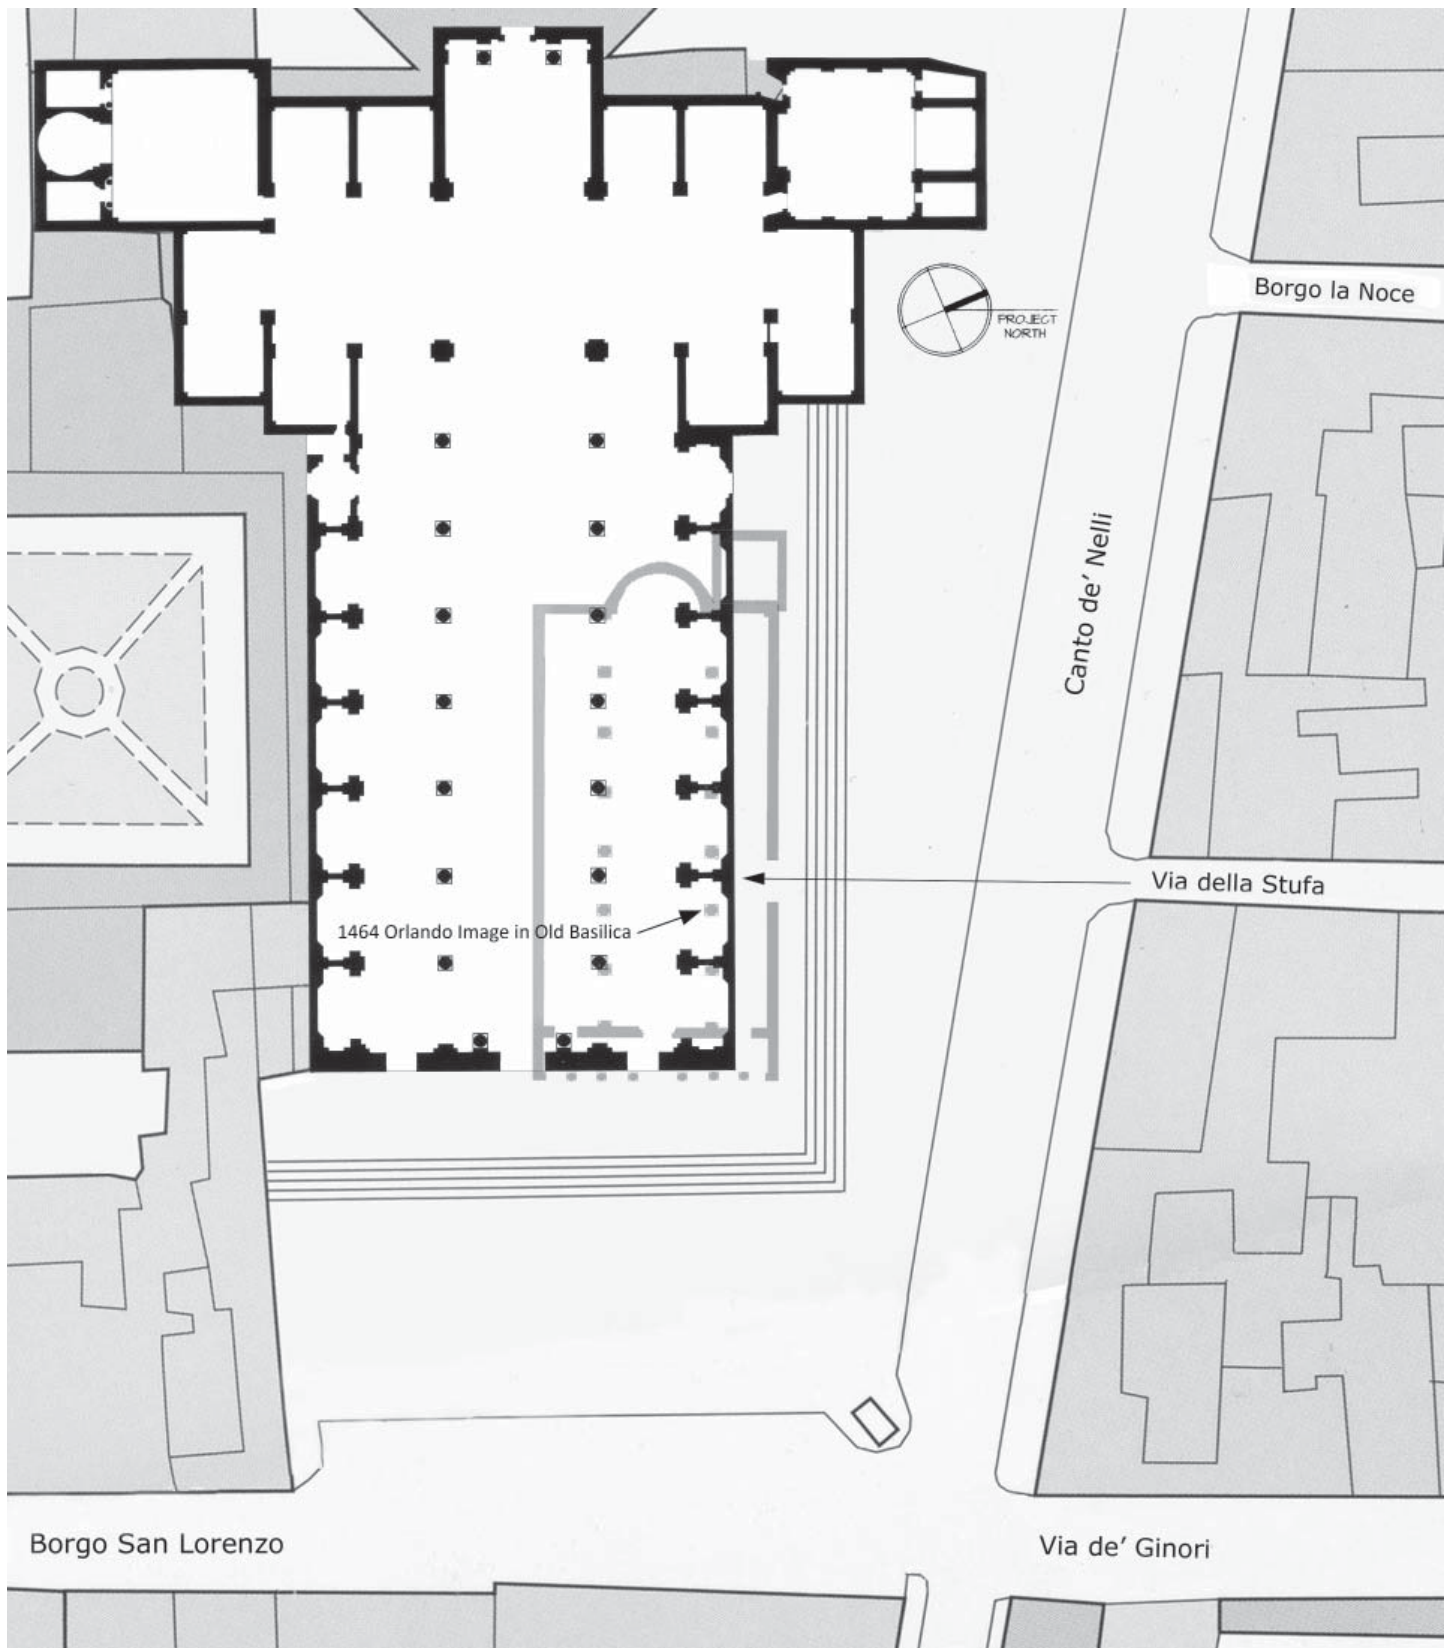 Borgo la Noce
PROJECT
NORTH
Canto de’ Nelli
Via della Stufa
1464 Orlando Image in Old Basilica
Borgo San Lorenzo
Via de’ Ginori